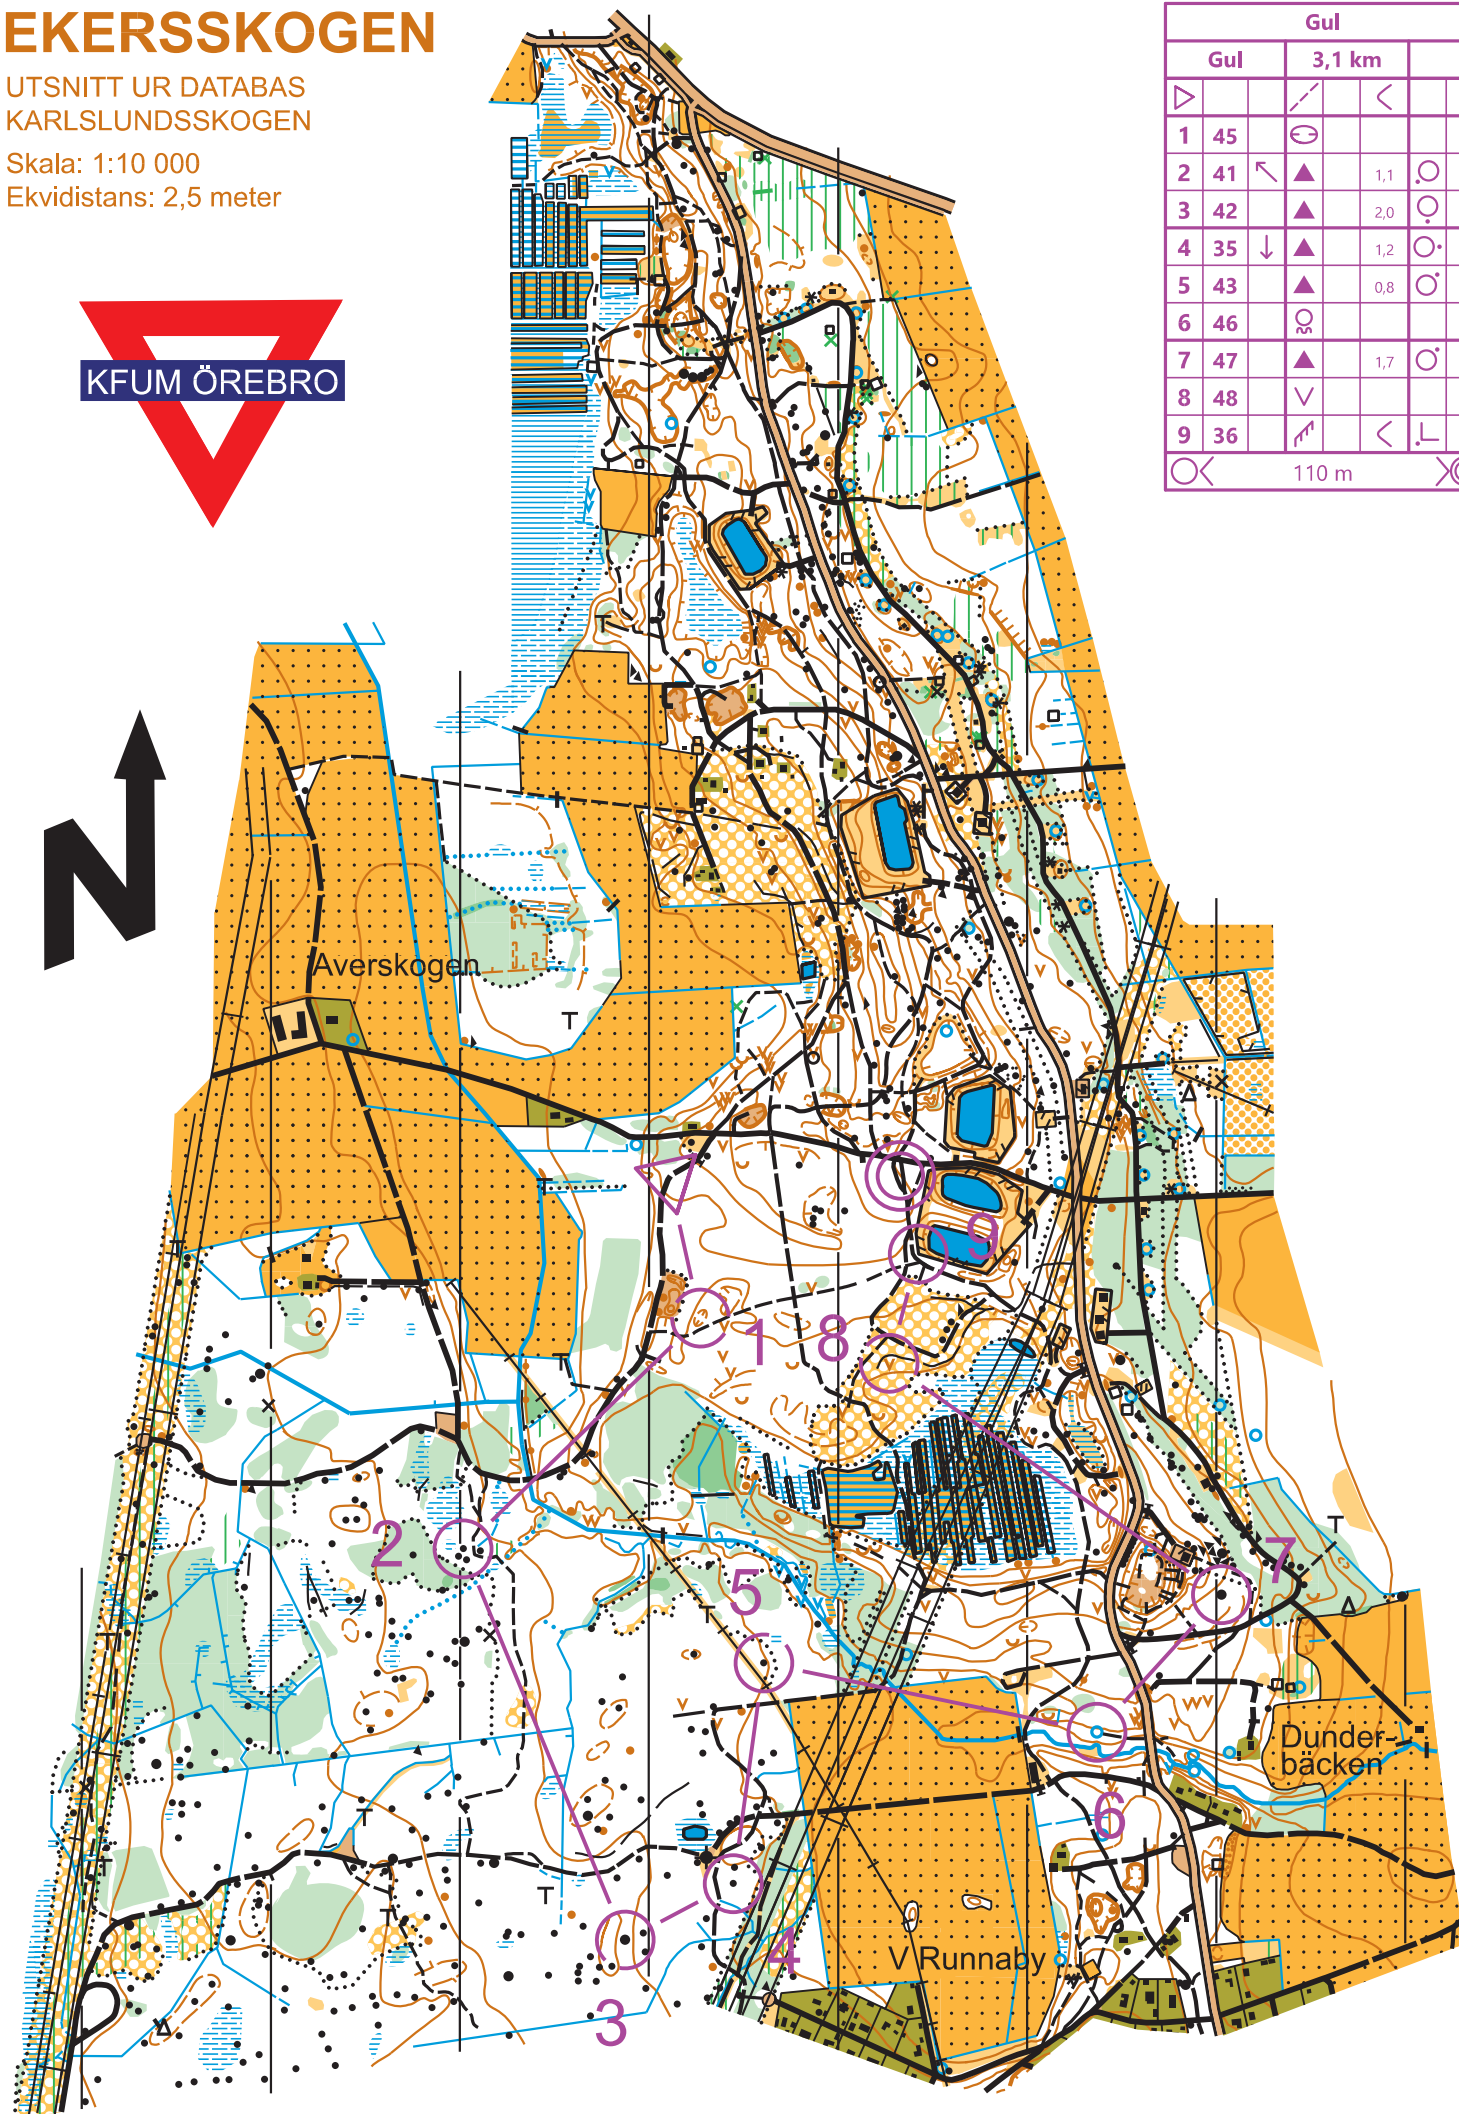 EKERSSKOGEN
UTSNITT UR DATABAS
KARLSLUNDSSKOGEN
Skala: 1:10 000
Ekvidistans: 2,5 meter
KFUM ÖREBRO
N
Gul
Gul 3,1 km
1 45
2 41 1,1
3 42 2,0
4 35 1,2
5 43 0,8
6 46
7 47 1,7
8 48
9 36
110 m
Averskogen
9
1
8
2
5
7
Dunder-
bäcken
6
V Runnaby
4
3